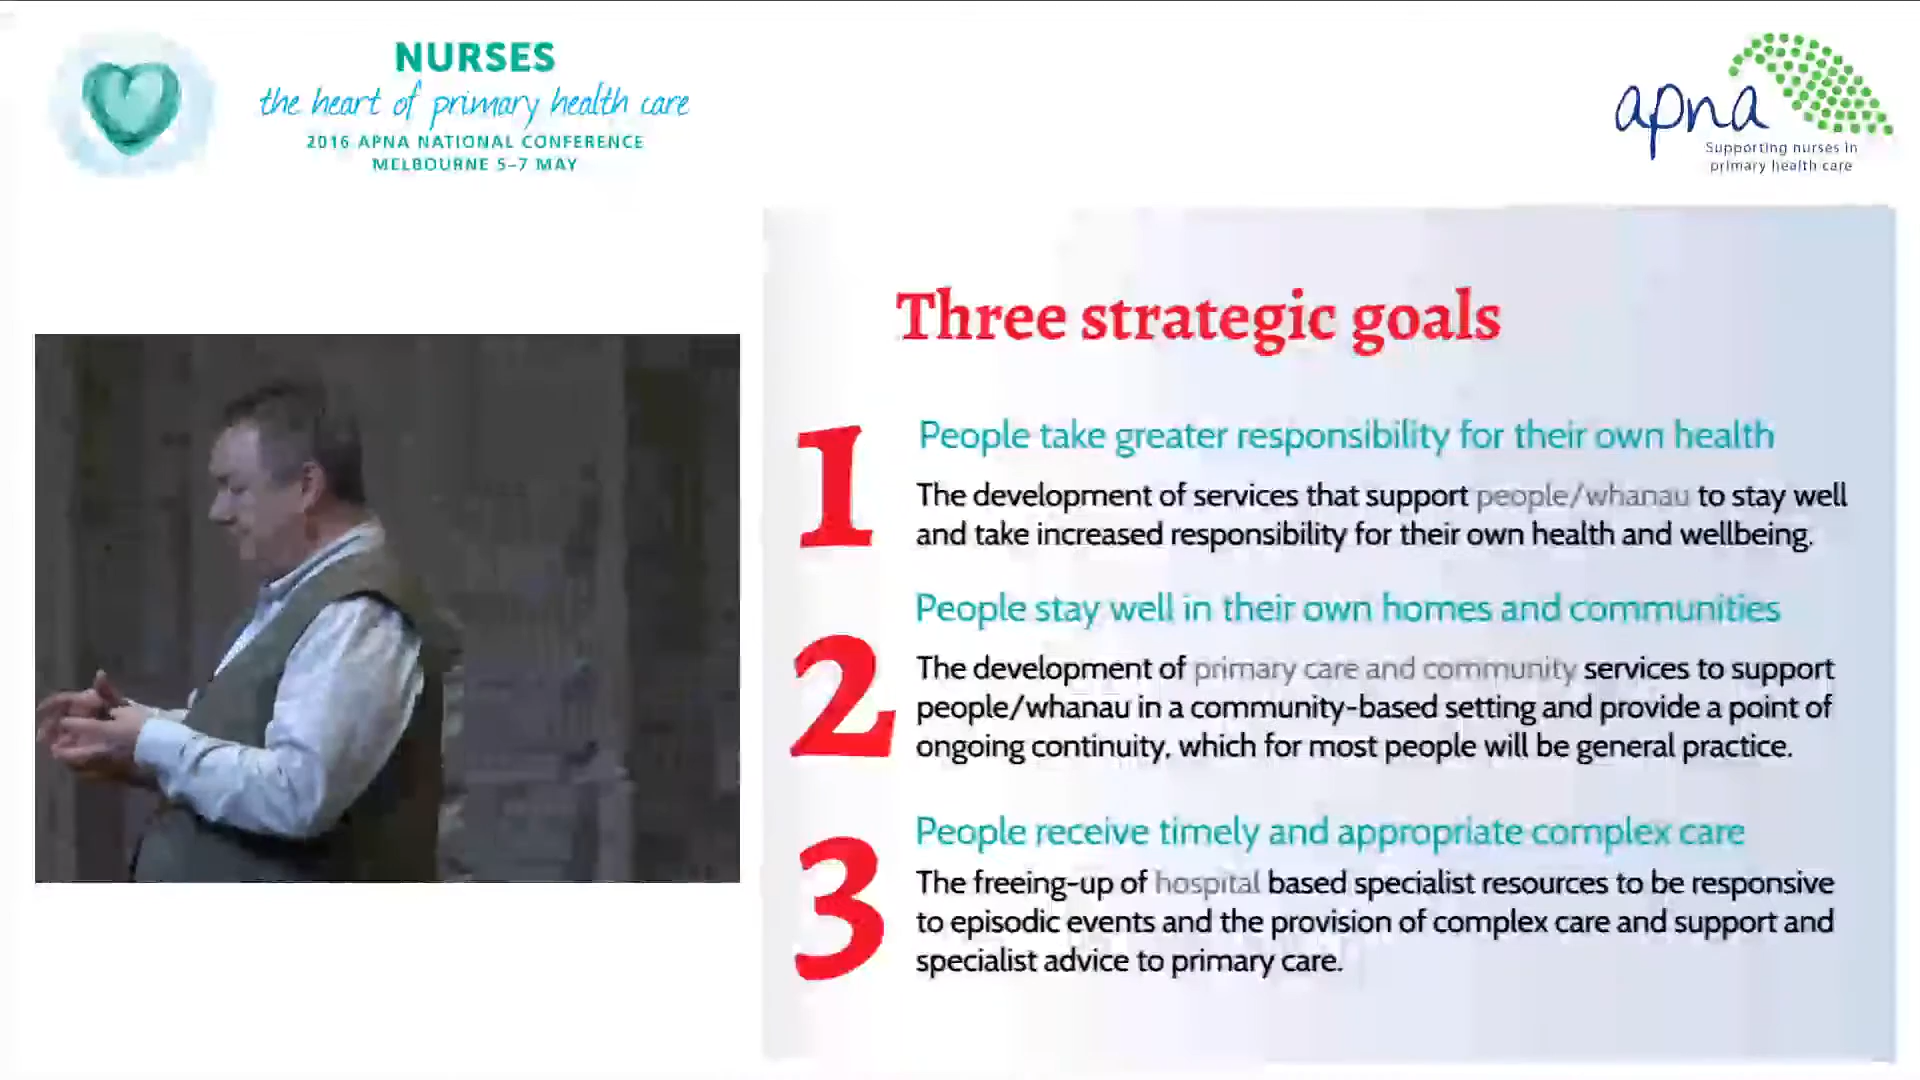 NURSES
the heart of primary health care
2016 APNA NATIONAL CONFERENCE
MELBOURNE 5–7 MAY
apna
Supporting nurses in
primary health care
Three strategic goals
1
People take greater responsibility for their own health
The development of services that support people/whanau to stay well
and take increased responsibility for their own health and wellbeing.
2
People stay well in their own homes and communities
The development of primary care and community services to support
people/whanau in a community-based setting and provide a point of
ongoing continuity, which for most people will be general practice.
3
People receive timely and appropriate complex care
The freeing-up of hospital based specialist resources to be responsive
to episodic events and the provision of complex care and support and
specialist advice to primary care.